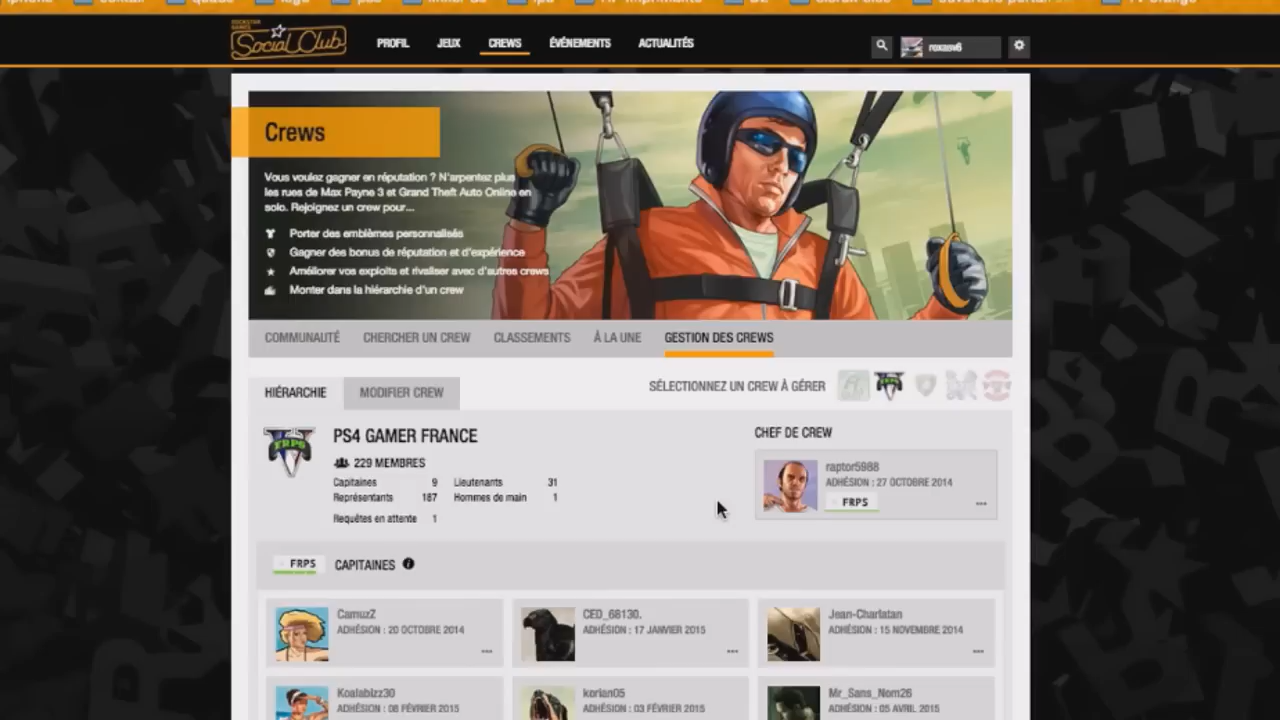 ROCKSTAR GAMES
Social Club
PROFIL JEUX CREWS ÉVÉNEMENTS ACTUALITÉS
roxasv6
Crews
Vous voulez gagner en réputation ? N'arpentez plus
les rues de Max Payne 3 et Grand Theft Auto Online en
solo. Rejoignez un crew pour...
Porter des emblèmes personnalisés
Gagner des bonus de réputation et d'expérience
Améliorer vos exploits et rivaliser avec d'autres crews
Monter dans la hiérarchie d'un crew
COMMUNAUTÉ CHERCHER UN CREW CLASSEMENTS À LA UNE GESTION DES CREWS
HIÉRARCHIE MODIFIER CREW SÉLECTIONNEZ UN CREW À GÉRER
FRPS
PS4 GAMER FRANCE
229 MEMBRES
Capitaines 9 Lieutenants 31
Représentants 187 Hommes de main 1
Requêtes en attente 1
CHEF DE CREW
raptor5988
ADHÉSION : 27 OCTOBRE 2014
FRPS
FRPS CAPITAINES
CamuzZ
ADHÉSION : 20 OCTOBRE 2014
CED_68130.
ADHÉSION : 17 JANVIER 2015
Jean-Charlatan
ADHÉSION : 15 NOVEMBRE 2014
Koalabizz30
ADHÉSION : 08 FÉVRIER 2015
korian05
ADHÉSION : 03 FÉVRIER 2015
Mr_Sans_Nom26
ADHÉSION : 05 AVRIL 2015